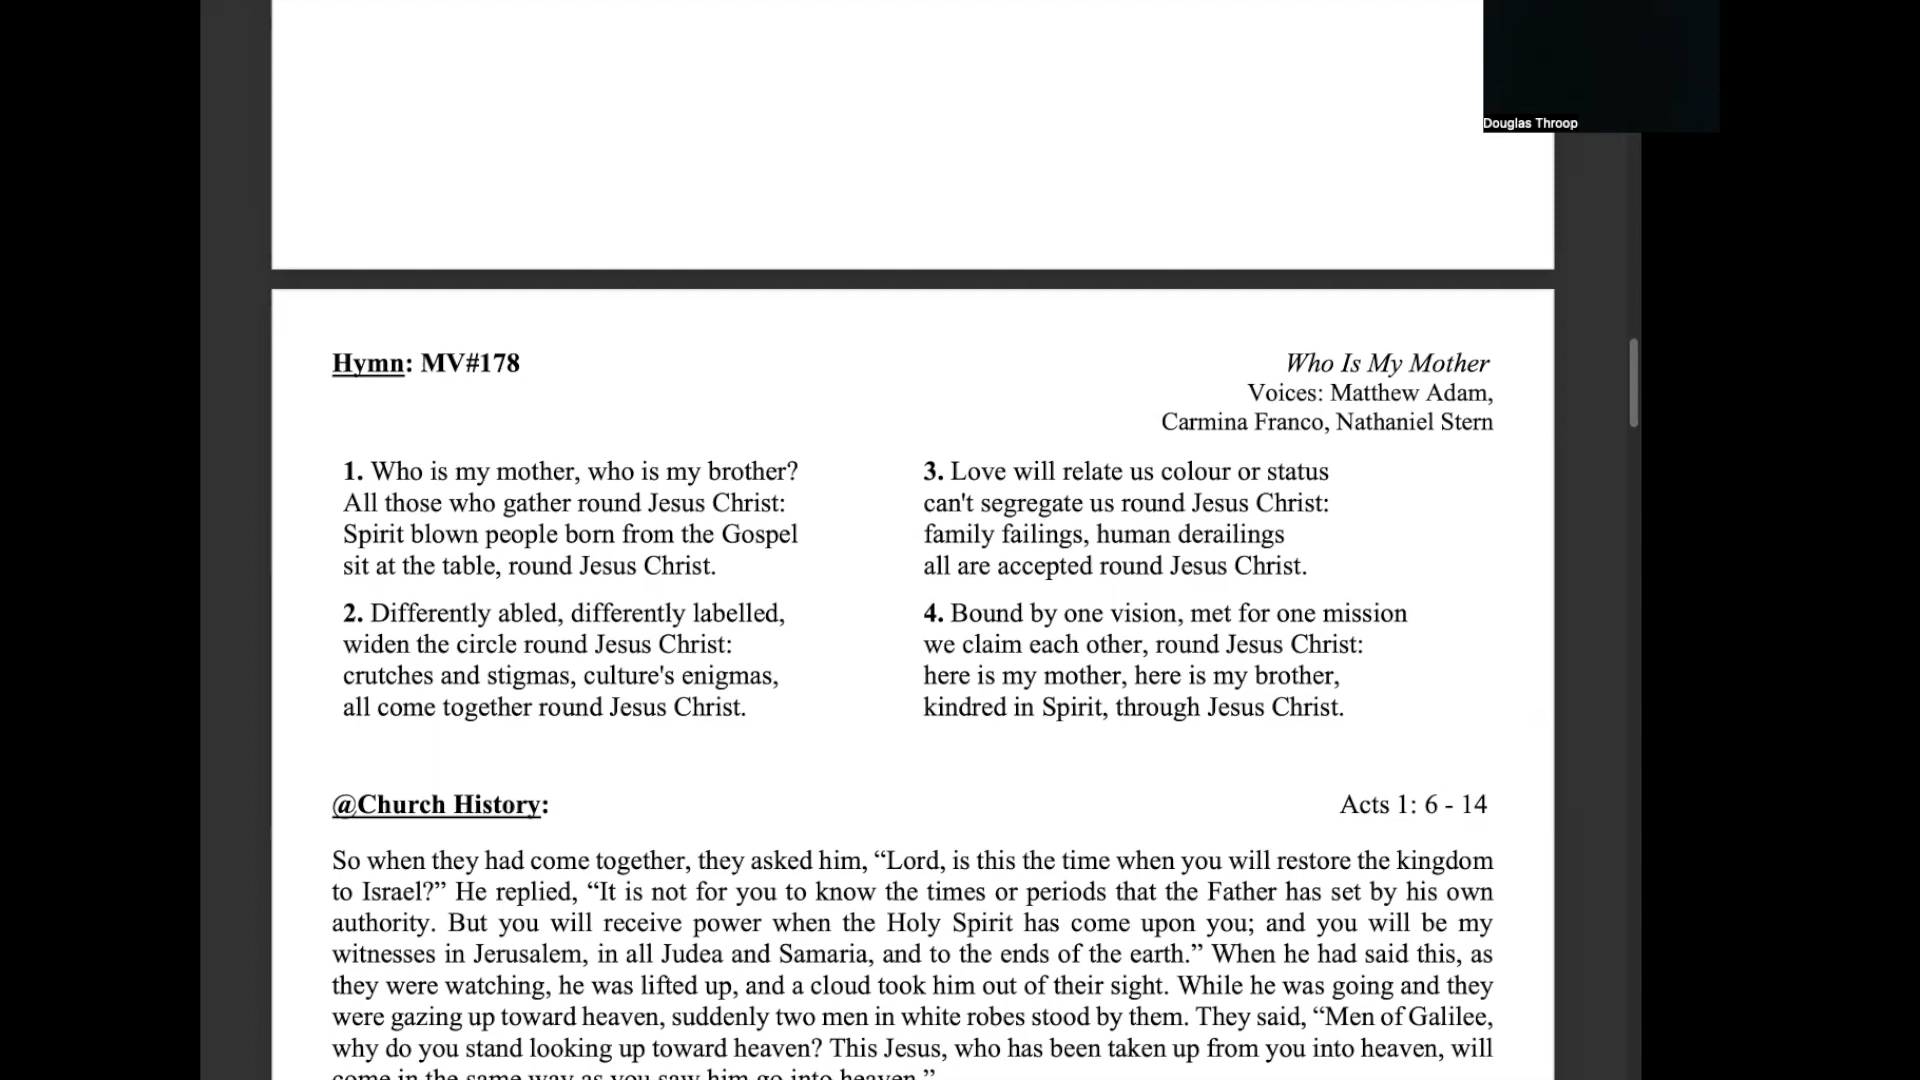 Douglas Throop
Hymn: MV#178
Who Is My Mother
Voices: Matthew Adam,
Carmina Franco, Nathaniel Stern
1. Who is my mother, who is my brother?
All those who gather round Jesus Christ:
Spirit blown people born from the Gospel
sit at the table, round Jesus Christ.
2. Differently abled, differently labelled,
widen the circle round Jesus Christ:
crutches and stigmas, culture's enigmas,
all come together round Jesus Christ.
3. Love will relate us colour or status
can't segregate us round Jesus Christ:
family failings, human derailings
all are accepted round Jesus Christ.
4. Bound by one vision, met for one mission
we claim each other, round Jesus Christ:
here is my mother, here is my brother,
kindred in Spirit, through Jesus Christ.
@Church History:
Acts 1: 6 - 14
So when they had come together, they asked him, “Lord, is this the time when you will restore the kingdom
to Israel?” He replied, “It is not for you to know the times or periods that the Father has set by his own
authority. But you will receive power when the Holy Spirit has come upon you; and you will be my
witnesses in Jerusalem, in all Judea and Samaria, and to the ends of the earth.” When he had said this, as
they were watching, he was lifted up, and a cloud took him out of their sight. While he was going and they
were gazing up toward heaven, suddenly two men in white robes stood by them. They said, “Men of Galilee,
why do you stand looking up toward heaven? This Jesus, who has been taken up from you into heaven, will
come in the same way as you saw him go into heaven.”